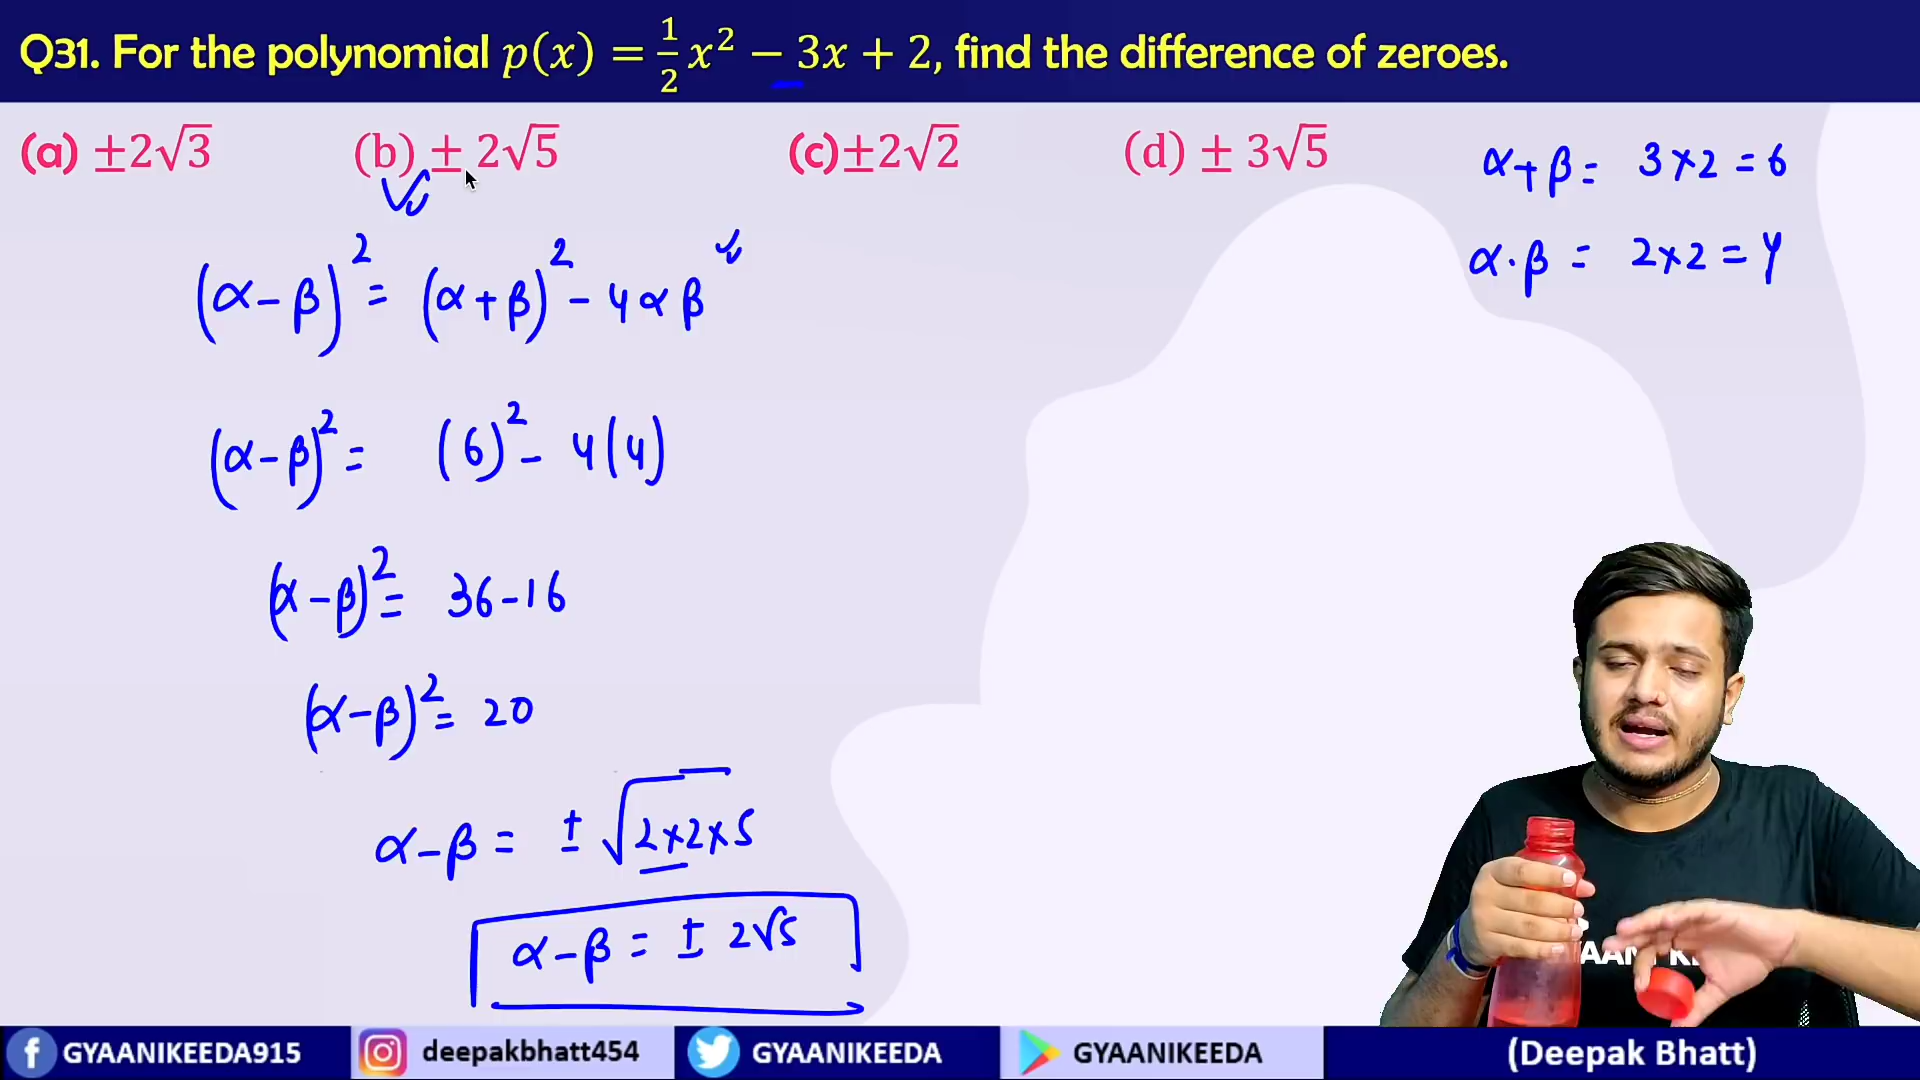 Q31. For the polynomial p(x) = 1/2 x² − 3x + 2, find the difference of zeroes.
(a) ±2√3 (b) ± 2√5 (c)±2√2 (d) ± 3√5
α+β = 3×2 = 6
α·β = 2×2 = 4
(α−β)² = (α+β)² − 4αβ
(α−β)² = (6)² − 4(4)
(α−β)² = 36−16
(α−β)² = 20
α−β = ± √2×2×5
α−β = ± 2√5
GYAANIKEEDA915 deepakbhatt454 GYAANIKEEDA GYAANIKEEDA (Deepak Bhatt)